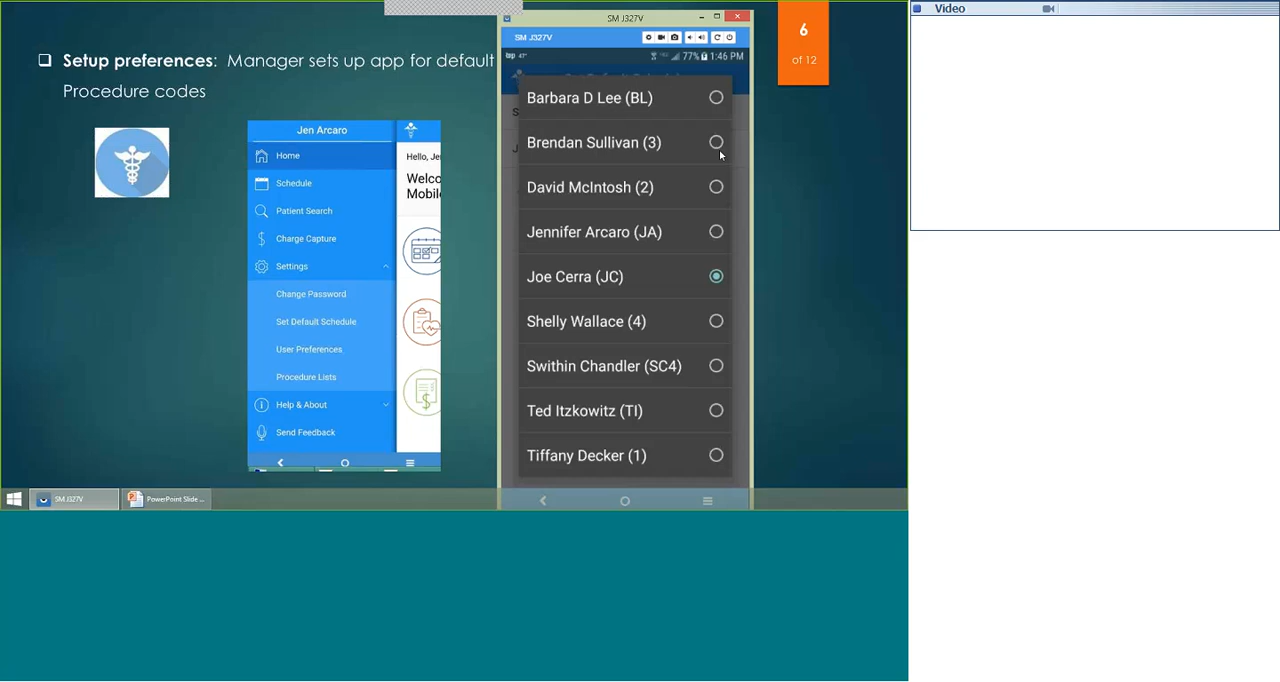 SM J327V
Video
❑ Setup preferences: Manager sets up app for default
Procedure codes
6
of 12
SM J327V
47°
77% 1:46 PM
Jen Arcaro
Home
Schedule
Patient Search
Charge Capture
Settings
Change Password
Set Default Schedule
User Preferences
Procedure Lists
Help & About
Send Feedback
Hello, Je
Welco
Mobil
Barbara D Lee (BL)
Brendan Sullivan (3)
David McIntosh (2)
Jennifer Arcaro (JA)
Joe Cerra (JC)
Shelly Wallace (4)
Swithin Chandler (SC4)
Ted Itzkowitz (TI)
Tiffany Decker (1)
SM J327V
PowerPoint Slide ...